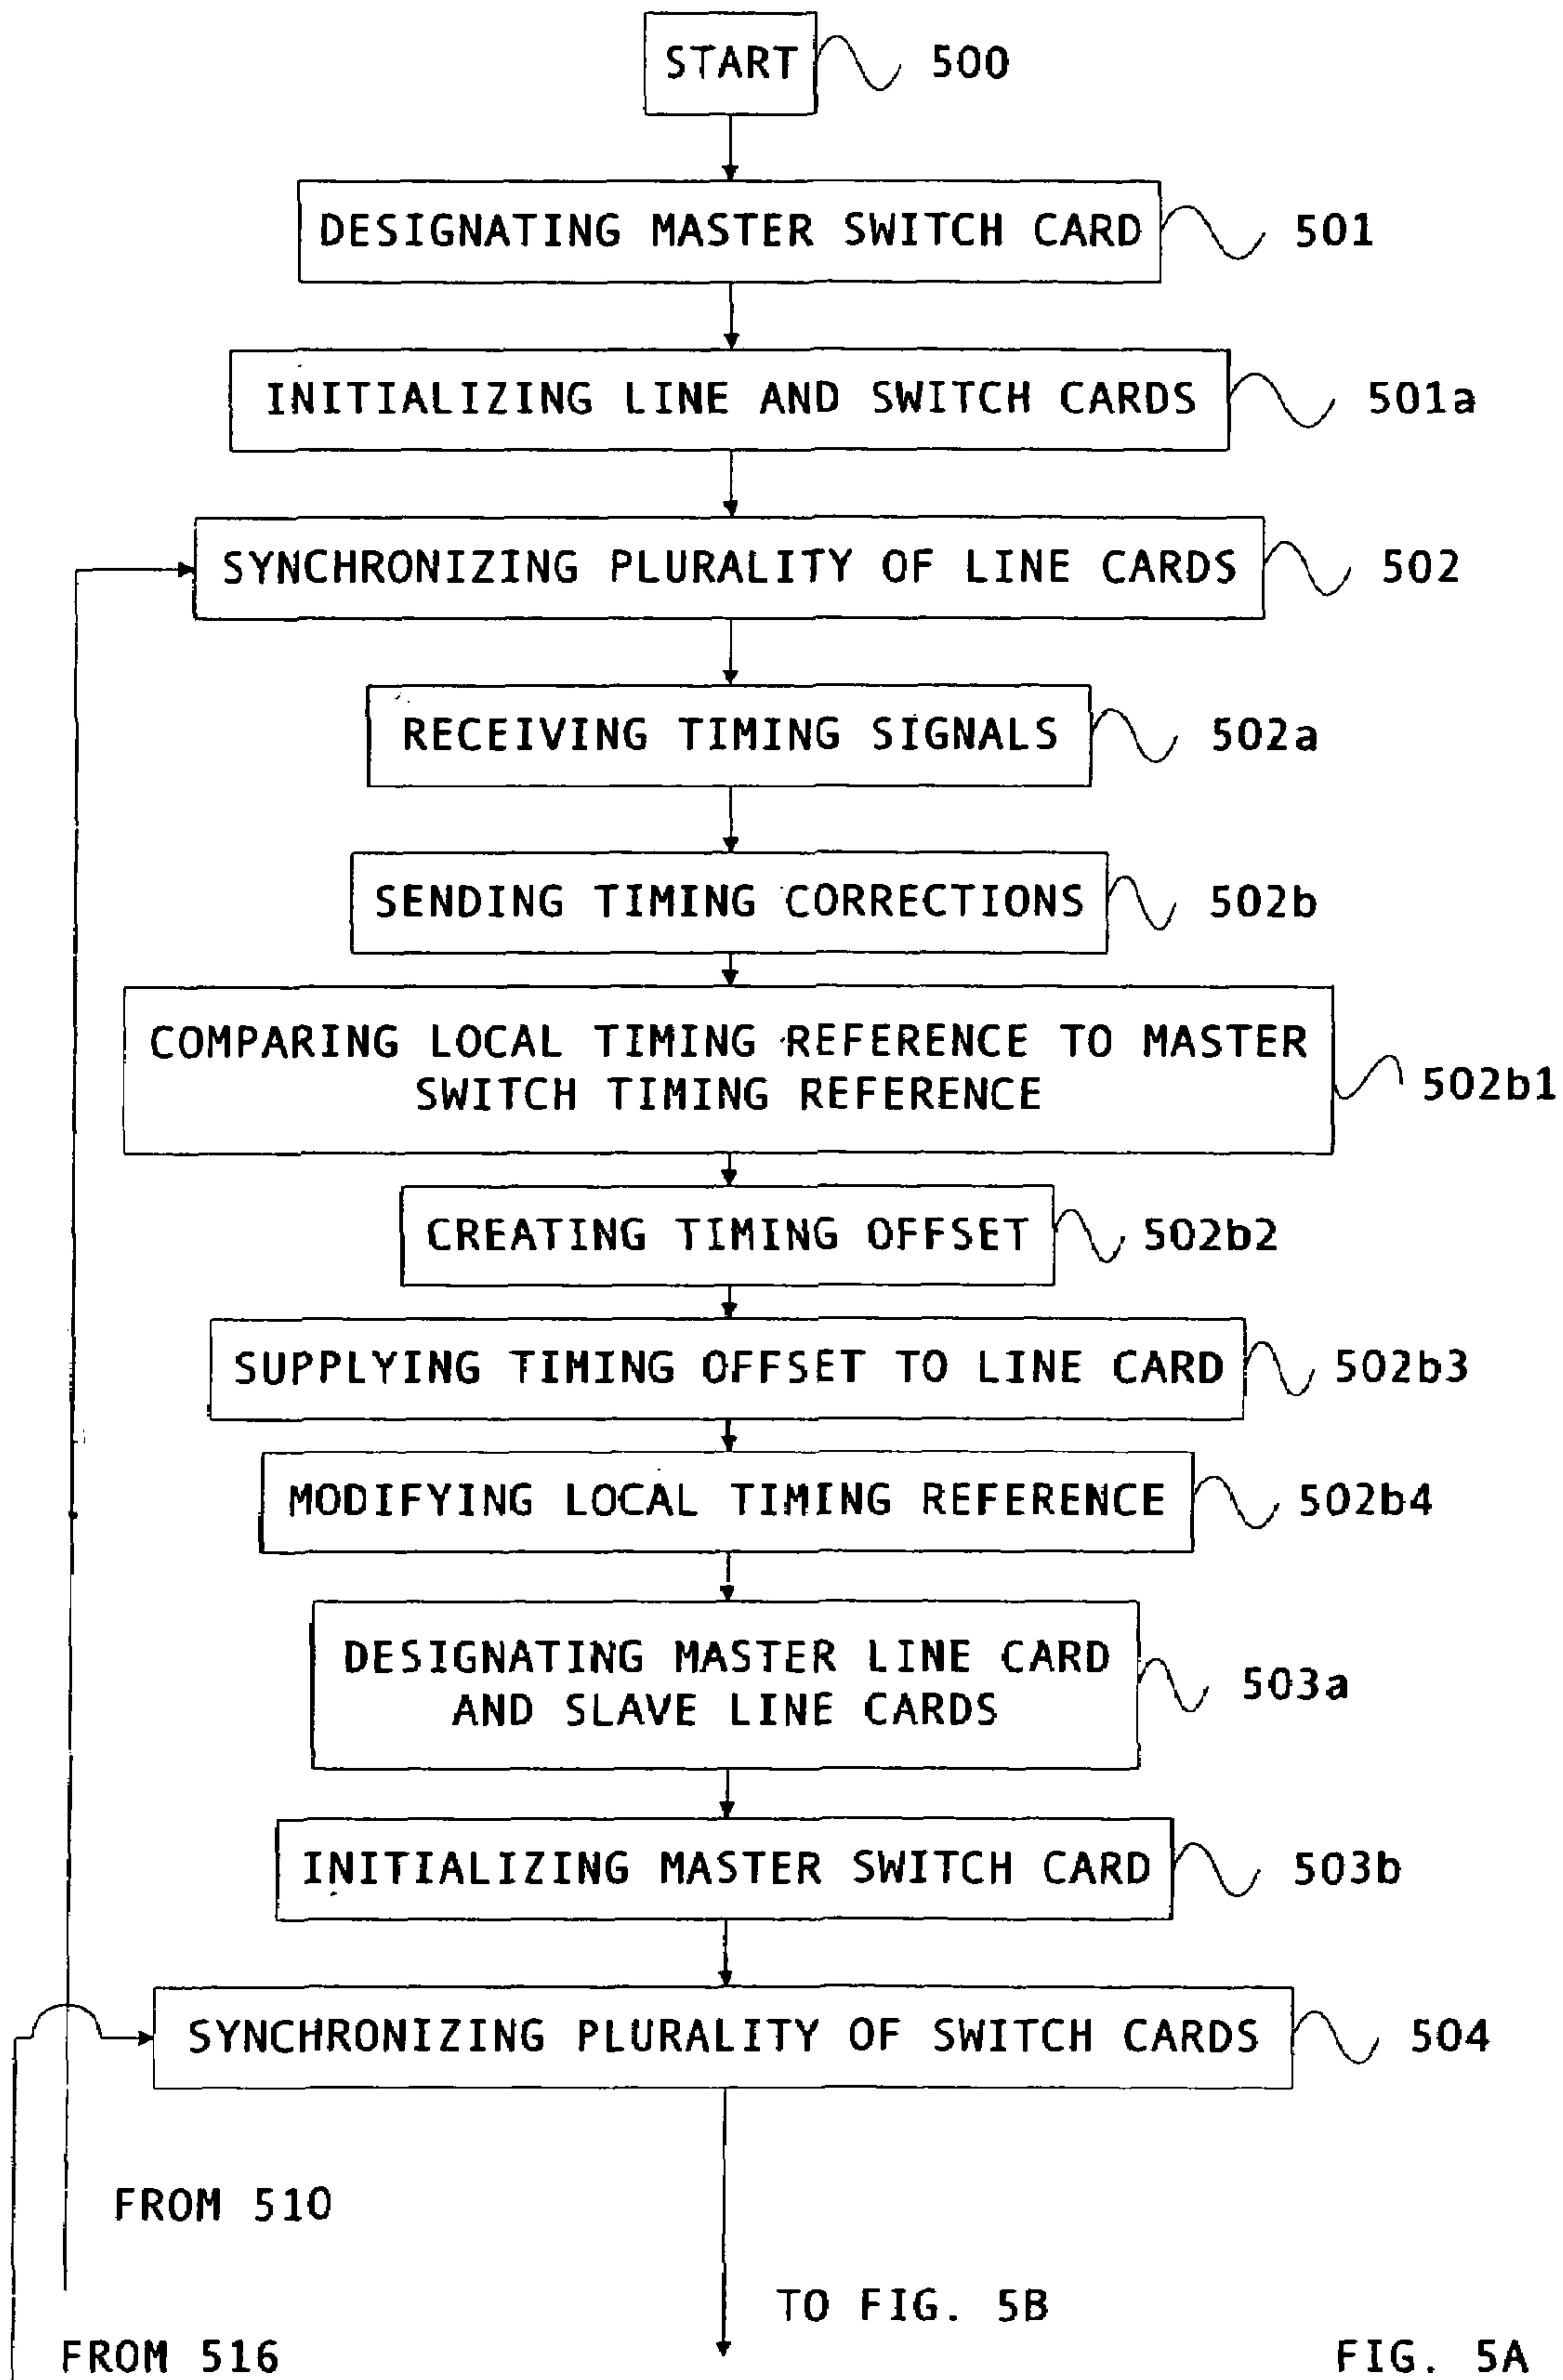 START 500
DESIGNATING MASTER SWITCH CARD 501
INITIALIZING LINE AND SWITCH CARDS 501a
SYNCHRONIZING PLURALITY OF LINE CARDS 502
RECEIVING TIMING SIGNALS 502a
SENDING TIMING CORRECTIONS 502b
COMPARING LOCAL TIMING REFERENCE TO MASTER
SWITCH TIMING REFERENCE 502b1
CREATING TIMING OFFSET 502b2
SUPPLYING TIMING OFFSET TO LINE CARD 502b3
MODIFYING LOCAL TIMING REFERENCE 502b4
DESIGNATING MASTER LINE CARD
AND SLAVE LINE CARDS 503a
INITIALIZING MASTER SWITCH CARD 503b
SYNCHRONIZING PLURALITY OF SWITCH CARDS 504
FROM 510
TO FIG. 5B
FROM 516
FIG. 5A